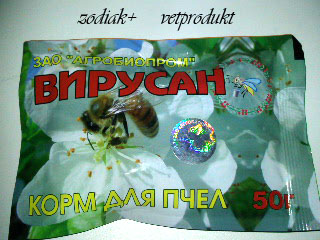 zodiak+ vetprodukt
ЗАО "АГРОБИОПРОМ"
ВИРУСАН
КОРМ ДЛЯ ПЧЕЛ 50г